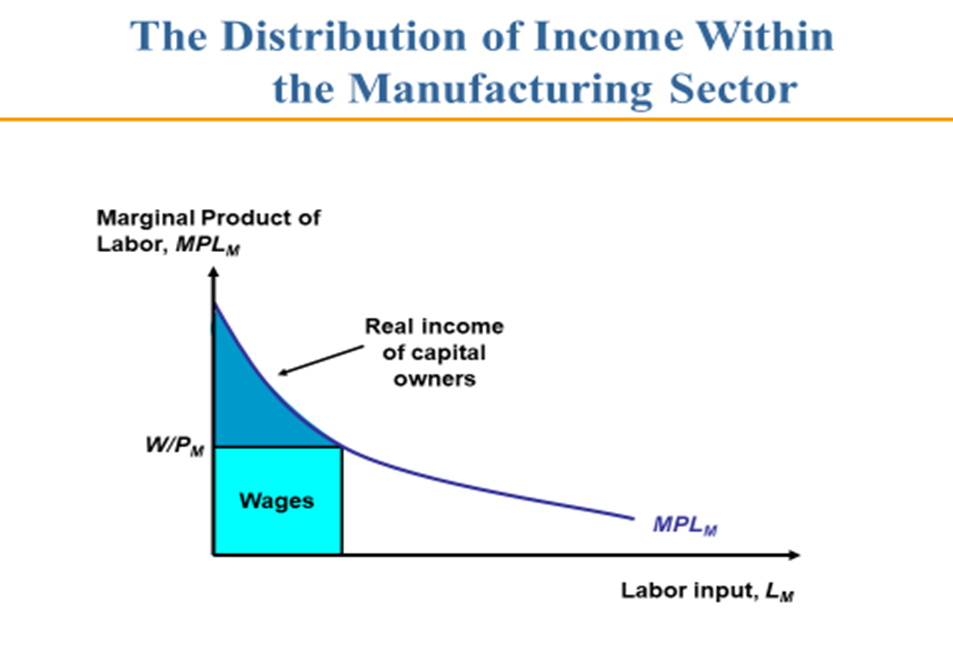 The Distribution of Income Within
the Manufacturing Sector
Marginal Product of
Labor, MPLM
Real income
of capital
owners
W/PM
Wages
MPLM
Labor input, LM